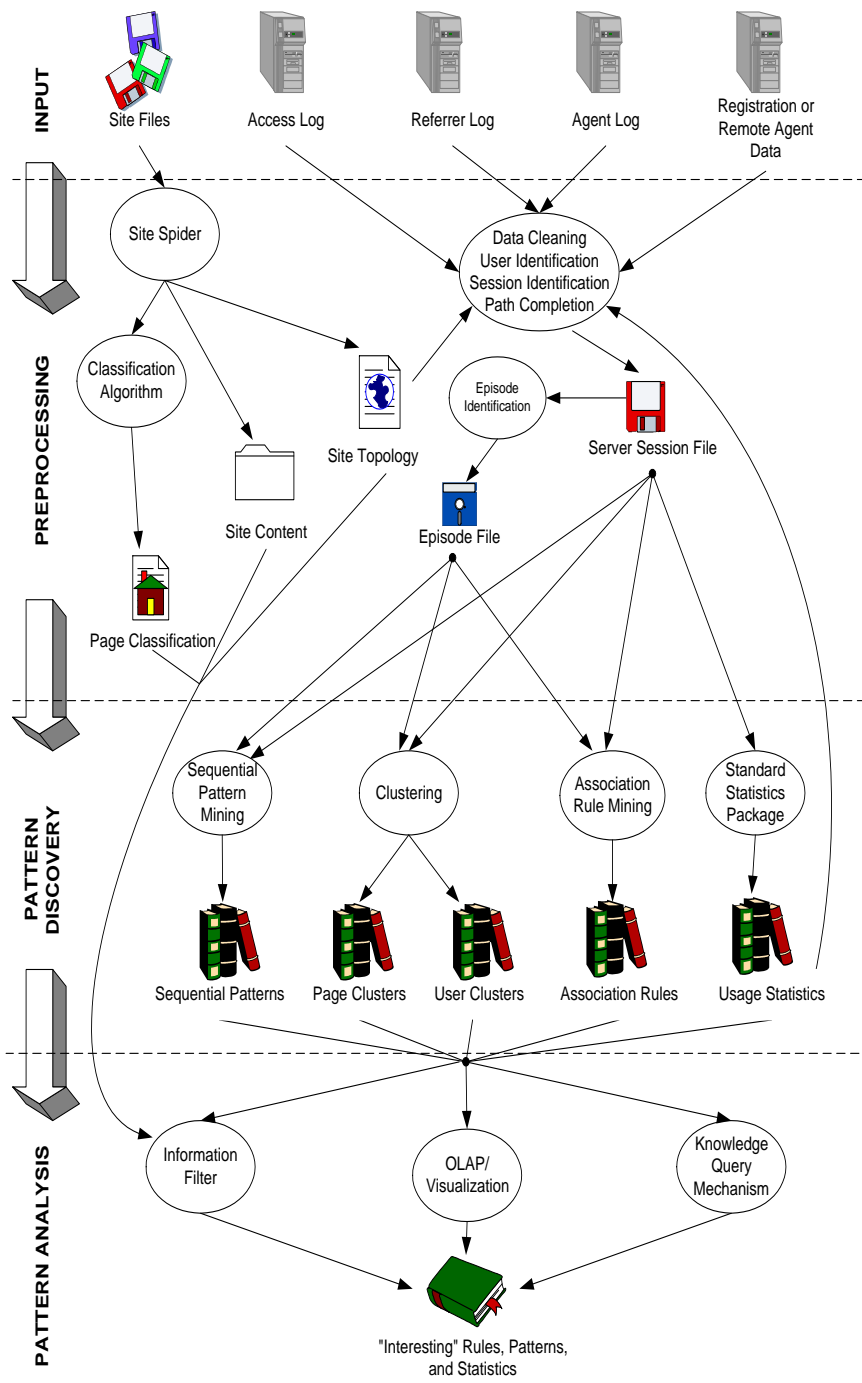 INPUT
Site Files
Access Log
Referrer Log
Agent Log
Registration or
Remote Agent
Data
PREPROCESSING
Site Spider
Data Cleaning
User Identification
Session Identification
Path Completion
Classification
Algorithm
Episode
Identification
Site Topology
Server Session File
Site Content
Episode File
Page Classification
PATTERN
DISCOVERY
Sequential
Pattern
Mining
Clustering
Association
Rule Mining
Standard
Statistics
Package
Sequential Patterns
Page Clusters
User Clusters
Association Rules
Usage Statistics
PATTERN ANALYSIS
Information
Filter
OLAP/
Visualization
Knowledge
Query
Mechanism
"Interesting" Rules, Patterns,
and Statistics